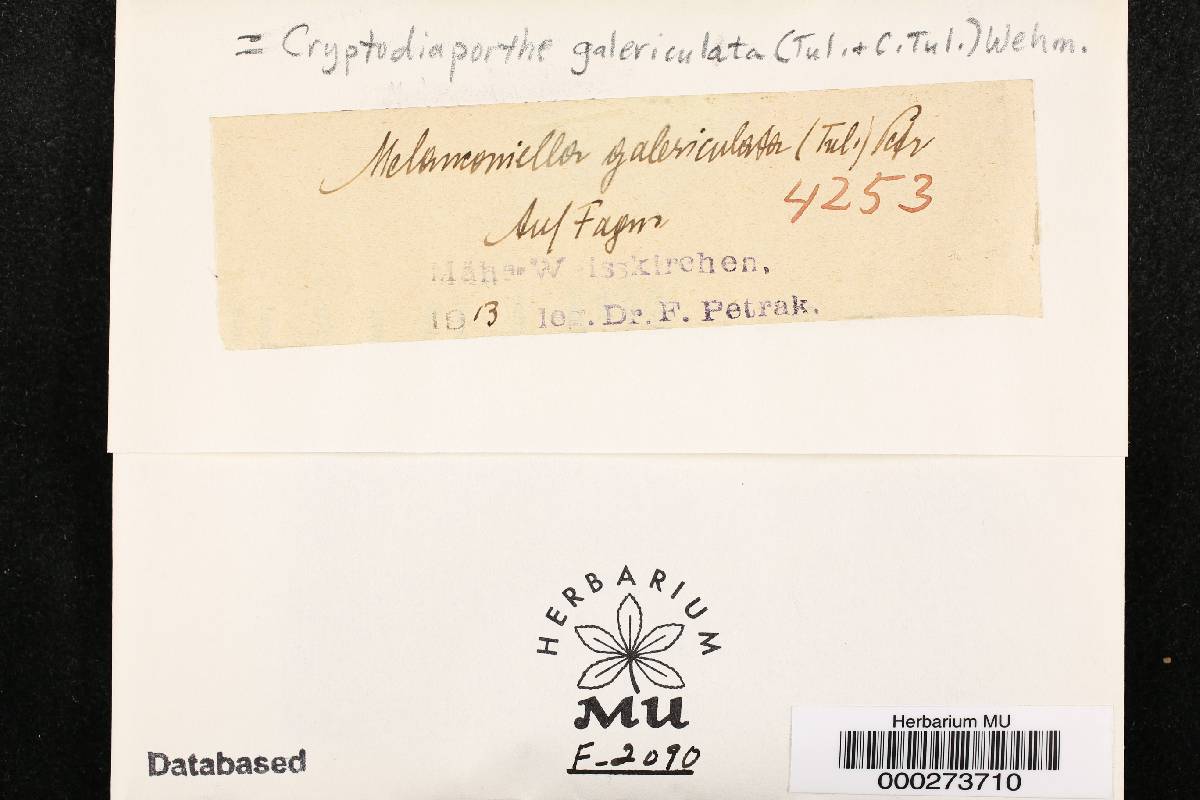 = Cryptodiaporthe galericulata (Tul. + C. Tul.) Wehm.
Melanconiella galericulata (Tul.) Petr
4253
Auf Fagus
Mähr-Weisskirchen,
1913 leg. Dr. F. Petrak.
HERBARIUM
MU
F-2090
Databased
Herbarium MU
000273710